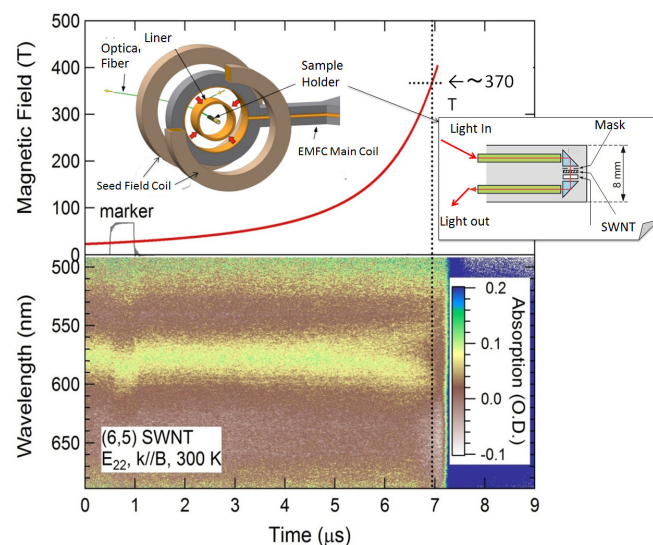 Magnetic Field (T)
500
400
300
200
100
0
Optical
Fiber
Liner
Sample
Holder
EMFC Main Coil
Seed Field Coil
marker
←～370
T
Light In
Mask
8 mm
SWNT
Light out
Wavelength (nm)
500
550
600
650
(6,5) SWNT
E22, k//B, 300 K
0.2
0.1
0.0
-0.1
Absorption (O.D.)
0
1
2
3
4
5
6
7
8
9
Time (μs)